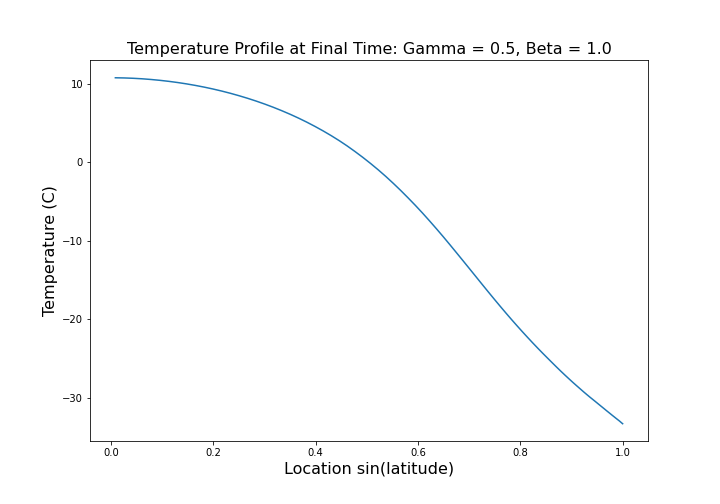 Temperature Profile at Final Time: Gamma = 0.5, Beta = 1.0
10
0
−10
−20
−30
Temperature (C)
0.0 0.2 0.4 0.6 0.8 1.0
Location sin(latitude)